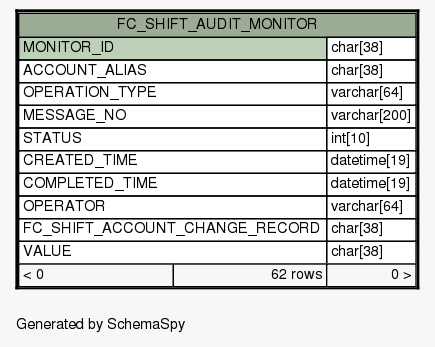 FC_SHIFT_AUDIT_MONITOR
MONITOR_ID char[38]
ACCOUNT_ALIAS char[38]
OPERATION_TYPE varchar[64]
MESSAGE_NO varchar[200]
STATUS int[10]
CREATED_TIME datetime[19]
COMPLETED_TIME datetime[19]
OPERATOR varchar[64]
FC_SHIFT_ACCOUNT_CHANGE_RECORD char[38]
VALUE char[38]
< 0 62 rows 0 >
Generated by SchemaSpy